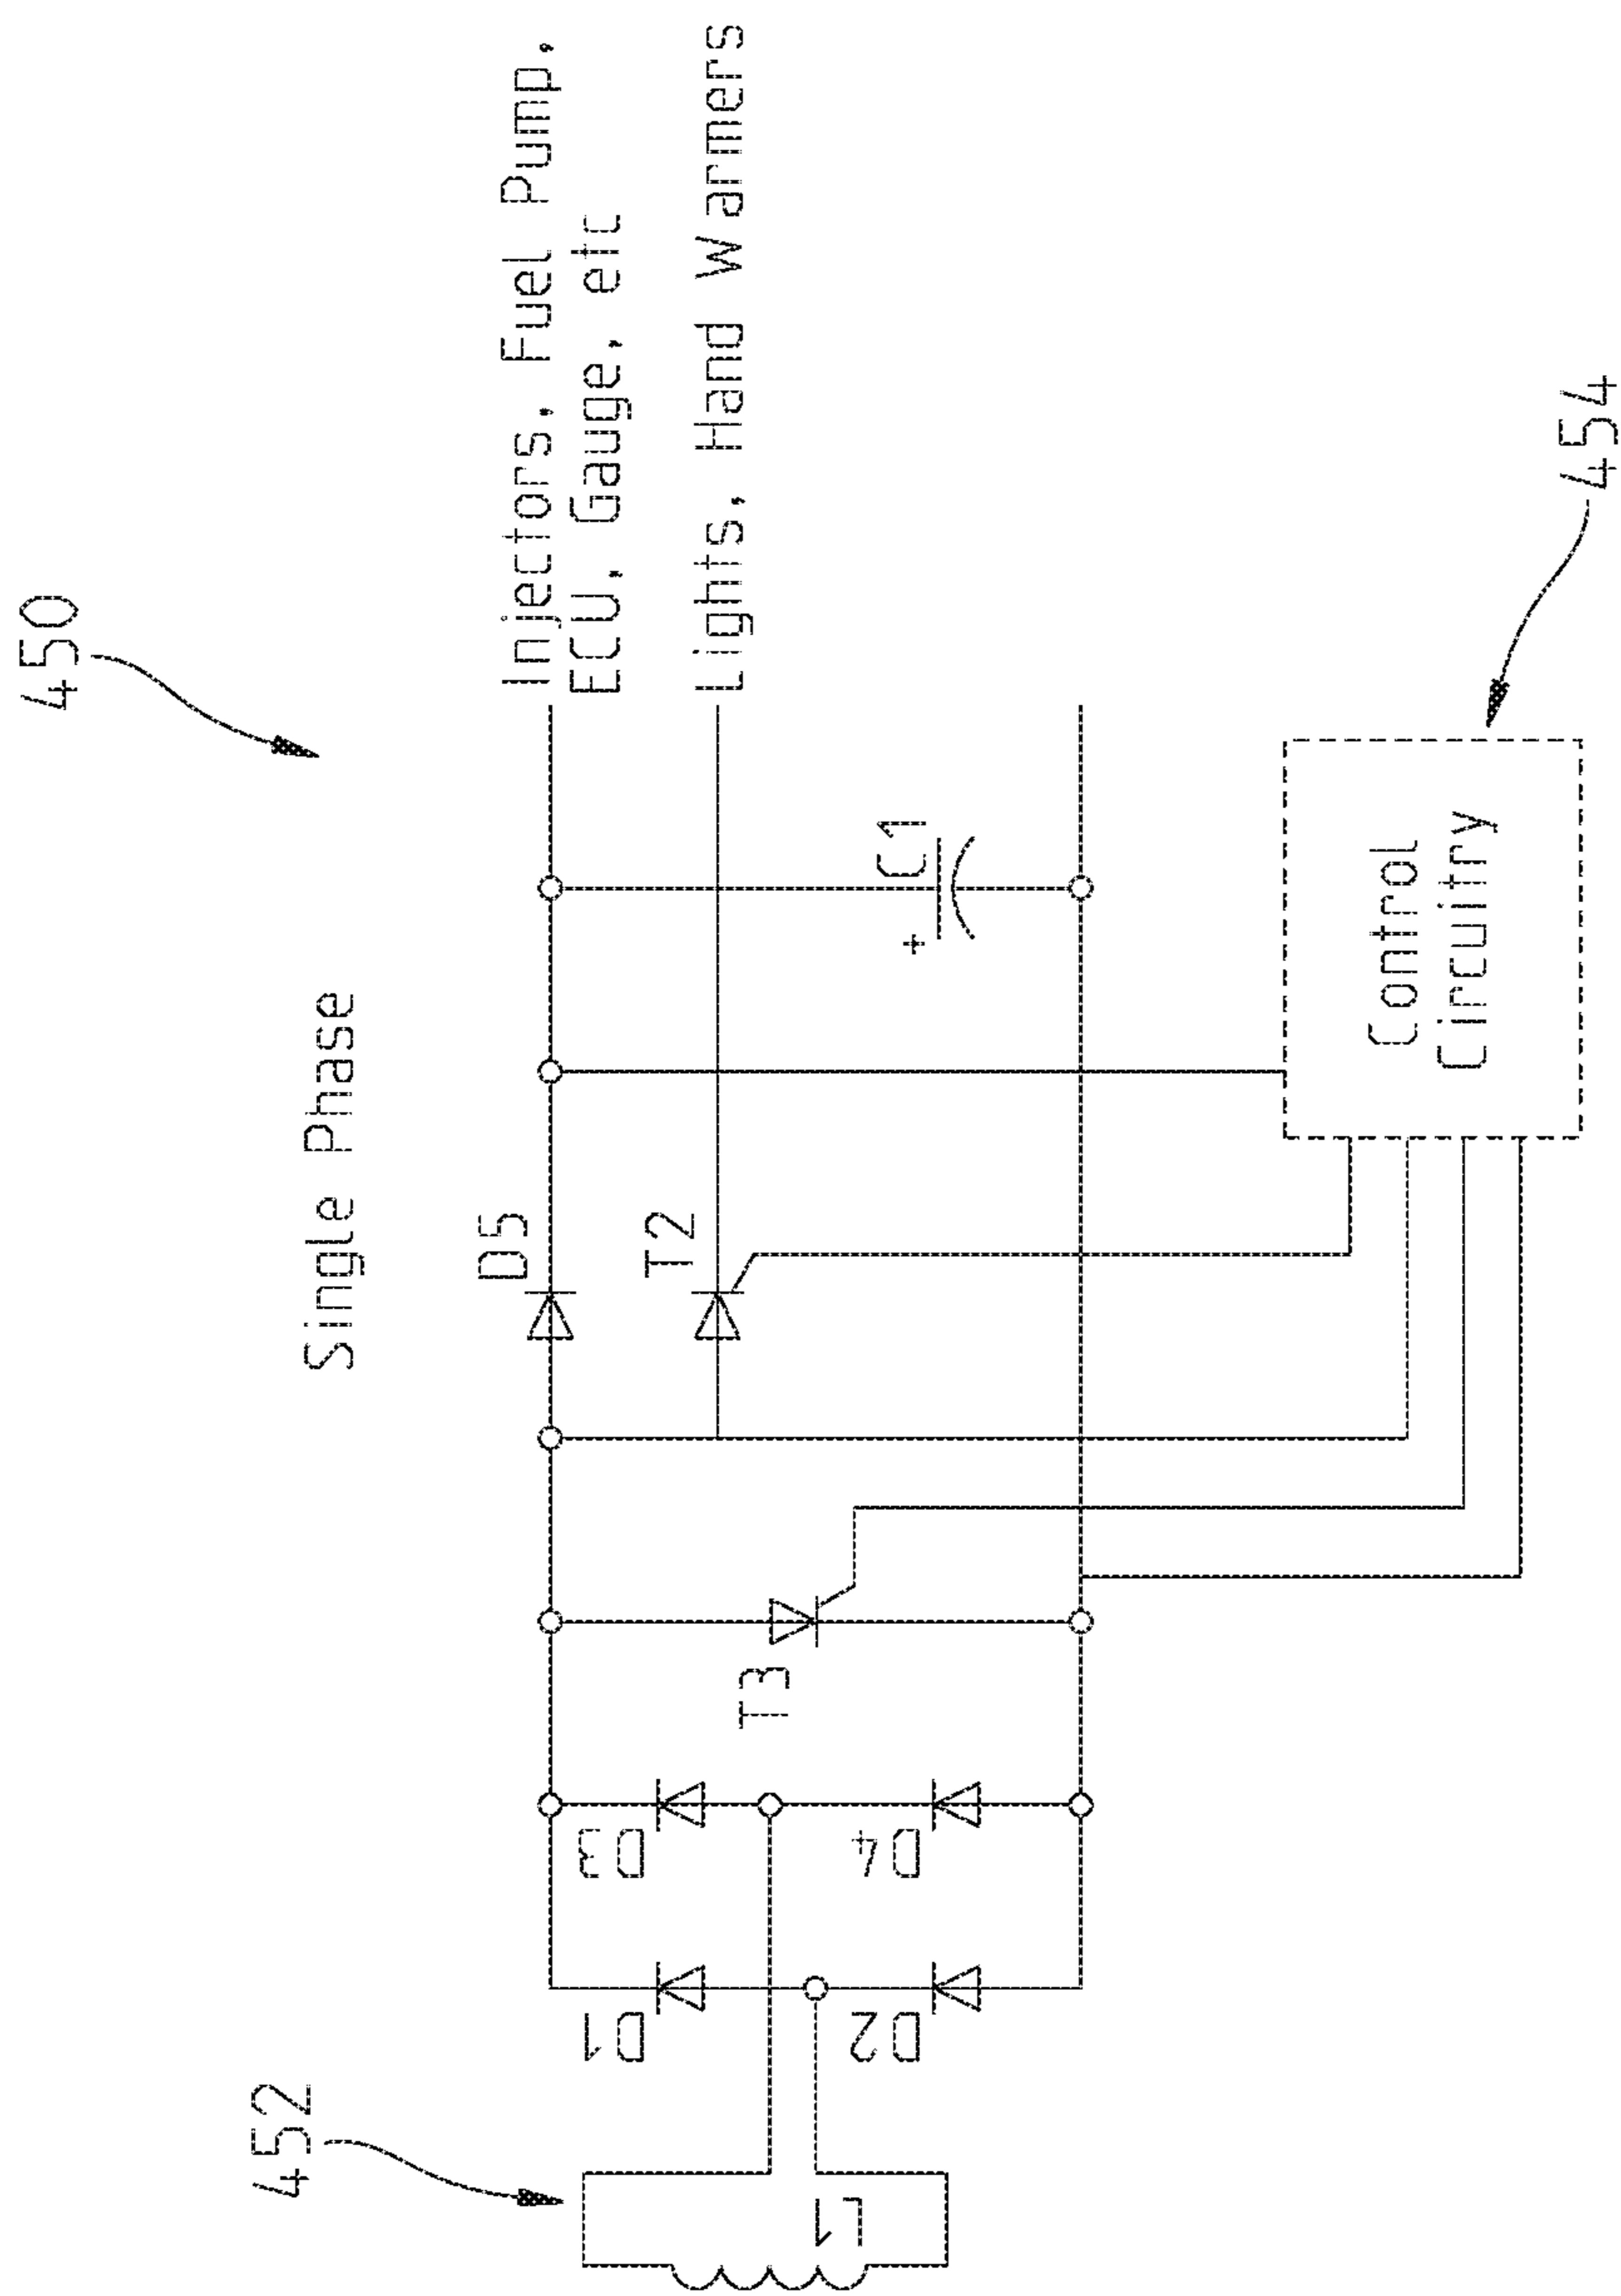 450
Single Phase
452
D5
Injectors, Fuel Pump,
ECU, Gauge, etc
T2
Lights, Hand Warmers
D1
D3
T3
L1
D2
D4
+
C1
Control
Circuitry
454